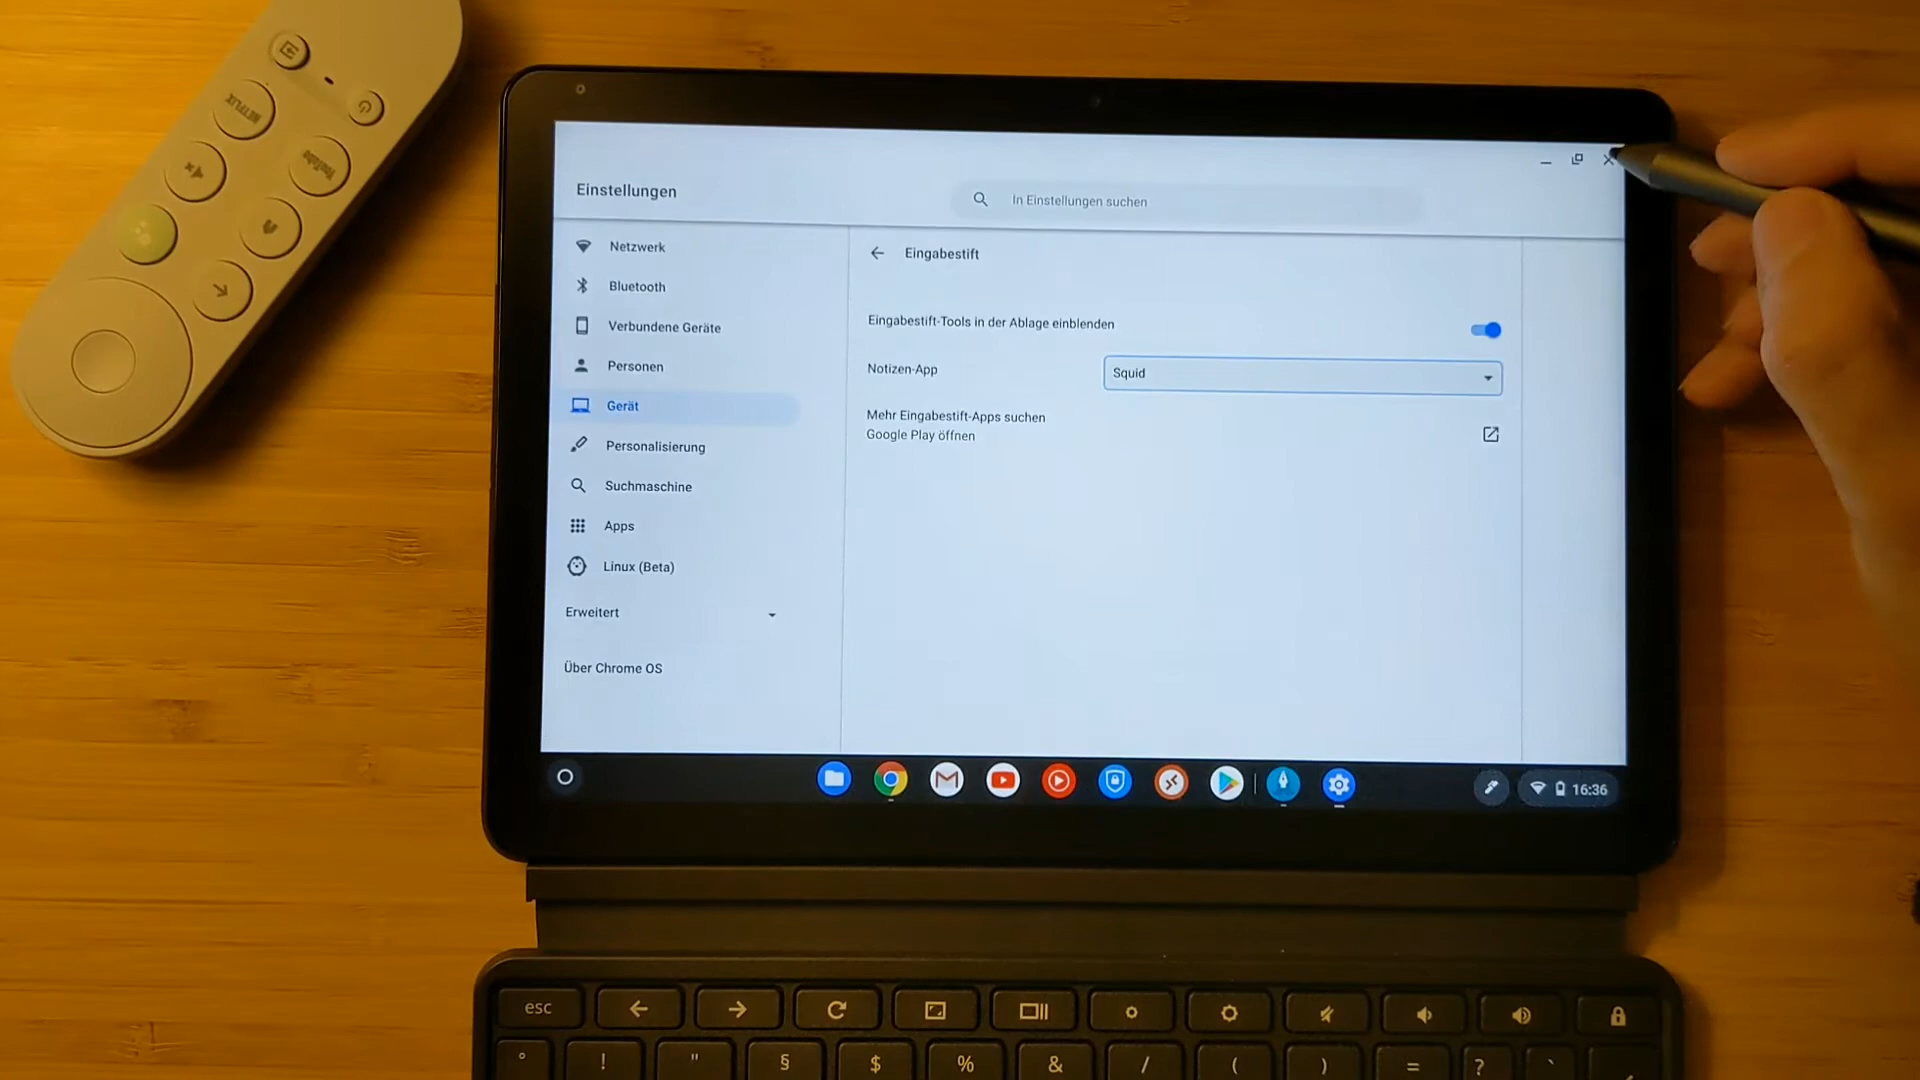 NETFLIX
YouTube
Einstellungen
In Einstellungen suchen
Netzwerk
Bluetooth
Verbundene Geräte
Personen
Gerät
Personalisierung
Suchmaschine
Apps
Linux (Beta)
Erweitert
Über Chrome OS
Eingabestift
Eingabestift-Tools in der Ablage einblenden
Notizen-App
Squid
Mehr Eingabestift-Apps suchen
Google Play öffnen
16:36
esc
° ! " § $ % & / ( ) = ? `